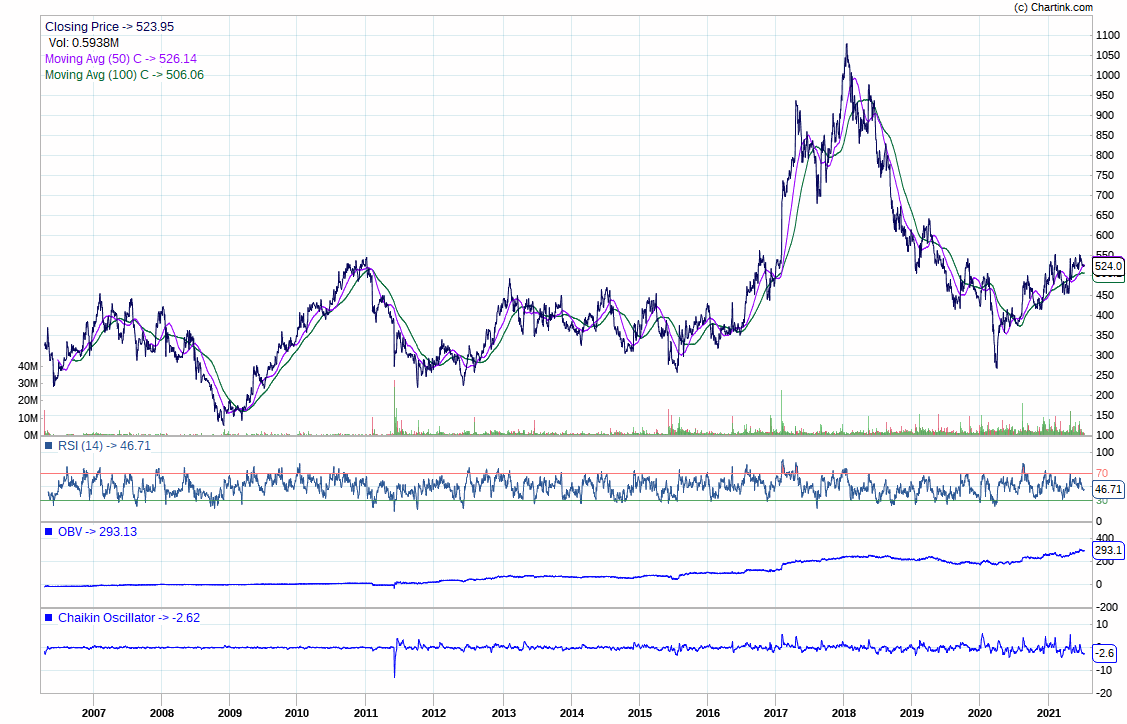 (c) Chartink.com
Closing Price -> 523.95
Vol: 0.5938M
Moving Avg (50) C -> 526.14
Moving Avg (100) C -> 506.06
1100
1050
1000
950
900
850
800
750
700
650
600
550
524.0
450
400
350
300
250
200
150
100
40M
30M
20M
10M
0M
RSI (14) -> 46.71
100
70
46.71
30
0
OBV -> 293.13
400
293.1
200
0
-200
Chaikin Oscillator -> -2.62
10
-2.6
-10
-20
2007 2008 2009 2010 2011 2012 2013 2014 2015 2016 2017 2018 2019 2020 2021